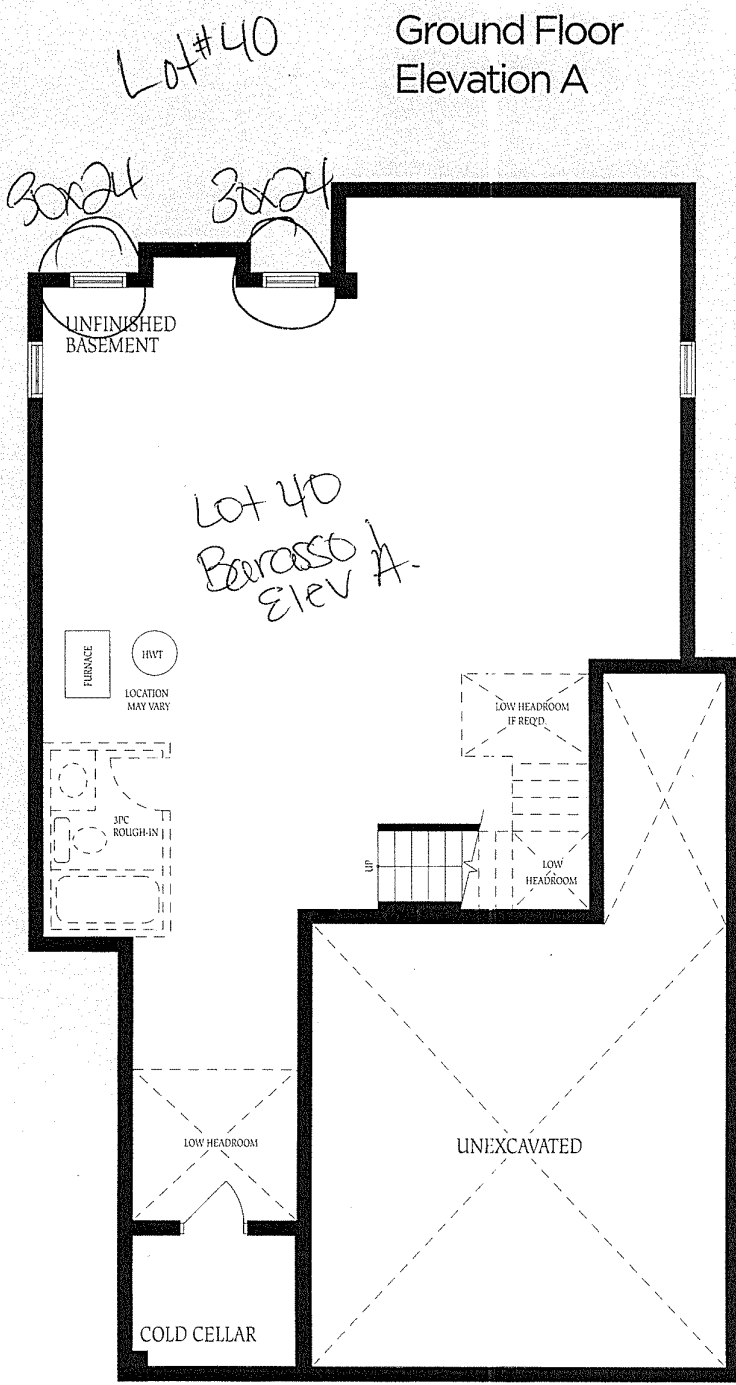 Lot #40
Ground Floor
Elevation A
30x24
30x24
UNFINISHED
BASEMENT
Lot 40
Barasso
Elev A.
FURNACE
HWT
LOCATION
MAY VARY
LOW HEADROOM
IF REQ'D.
3PC
ROUGH-IN
UP
LOW
HEADROOM
LOW HEADROOM
UNEXCAVATED
COLD CELLAR